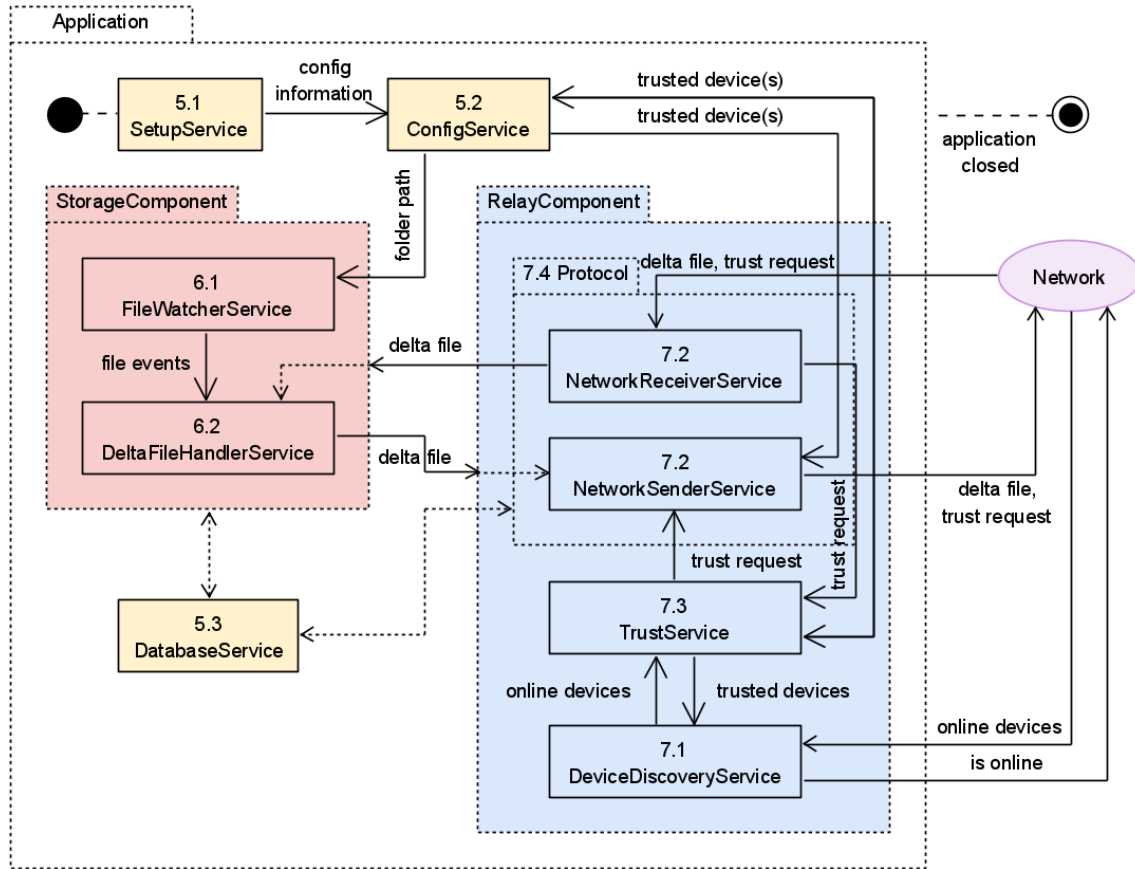 Application
config
information
trusted device(s)
5.1
SetupService
5.2
ConfigService
trusted device(s)
application
closed
StorageComponent
folder path
RelayComponent
7.4 Protocol
delta file, trust request
Network
6.1
FileWatcherService
file events
delta file
7.2
NetworkReceiverService
6.2
DeltaFileHandlerService
delta file
7.2
NetworkSenderService
delta file,
trust request
trust request
trust request
5.3
DatabaseService
7.3
TrustService
online devices
trusted devices
7.1
DeviceDiscoveryService
online devices
is online